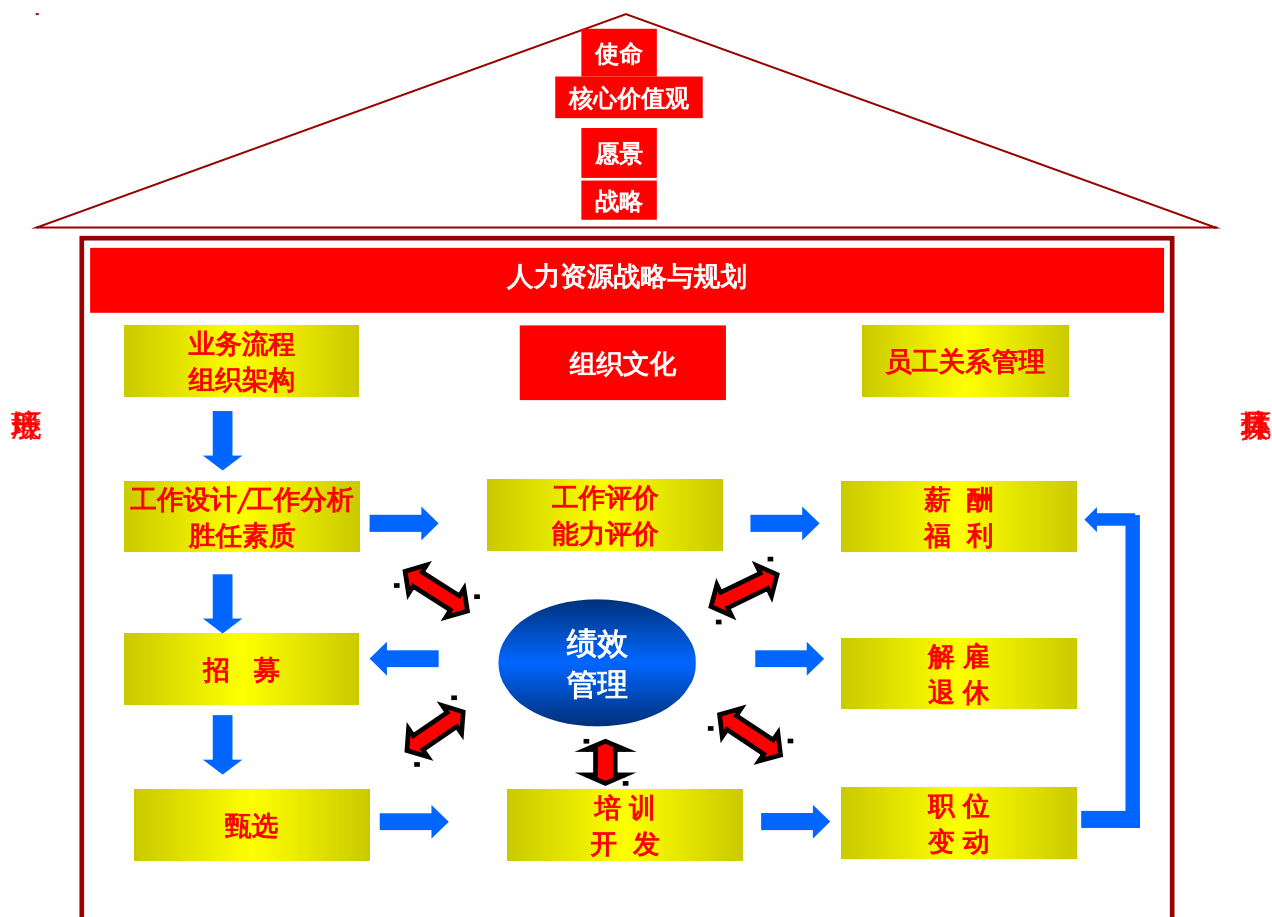 使命
核心价值观
愿景
战略
人力资源战略与规划
业务流程
组织架构
组织文化
员工关系管理
工作设计/工作分析
胜任素质
工作评价
能力评价
薪 酬
福 利
招 募
绩效
管理
解 雇
退 休
甄选
培 训
开 发
职 位
变 动